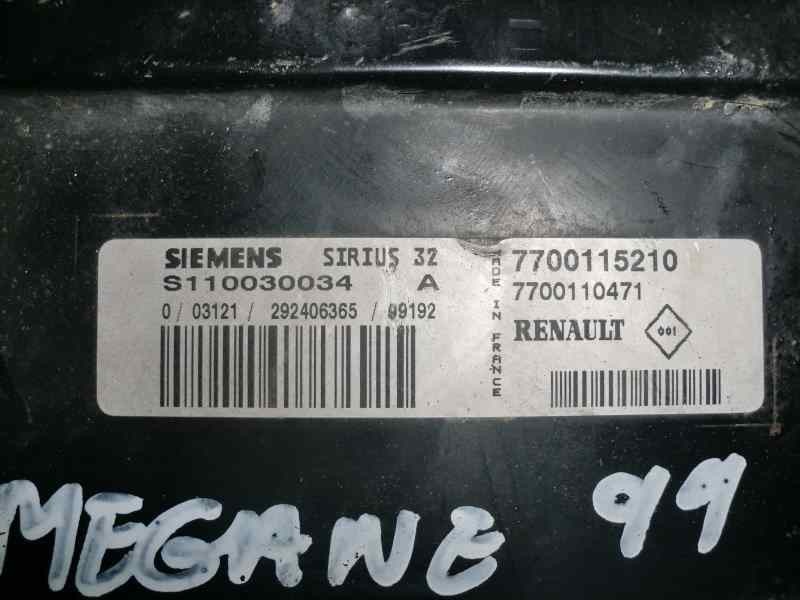 SIEMENS SIRIUS 32
S110030034 A
0/ 03121/ 292406365/ 99192
MADE IN FRANCE
7700115210
7700110471
RENAULT 001
MEGANE 99